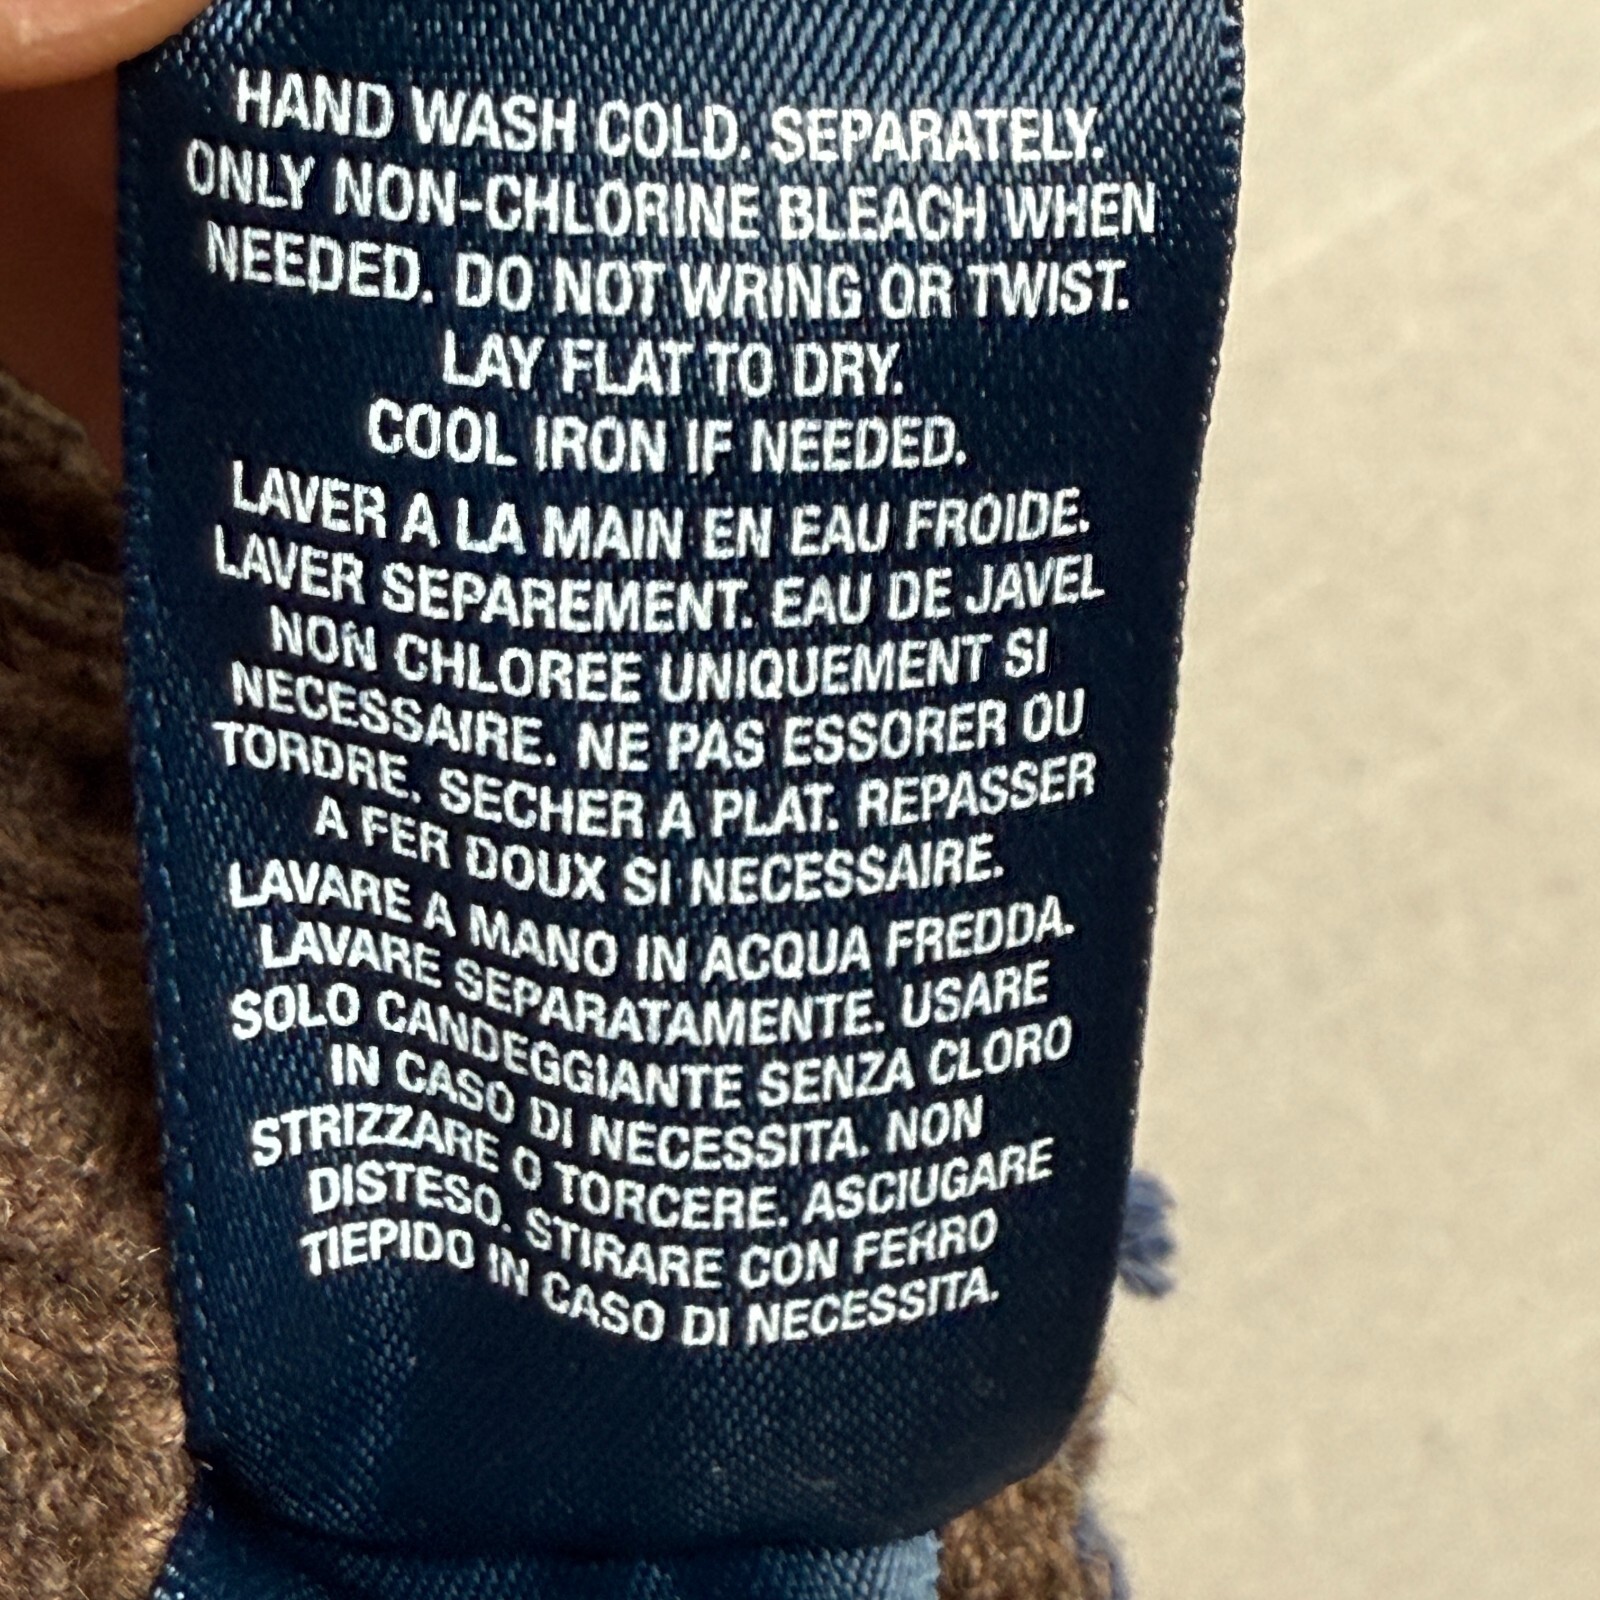 HAND WASH COLD. SEPARATELY.
ONLY NON-CHLORINE BLEACH WHEN
NEEDED. DO NOT WRING OR TWIST.
LAY FLAT TO DRY.
COOL IRON IF NEEDED.
LAVER A LA MAIN EN EAU FROIDE.
LAVER SEPAREMENT. EAU DE JAVEL
NON CHLOREE UNIQUEMENT SI
NECESSAIRE. NE PAS ESSORER OU
TORDRE. SECHER A PLAT. REPASSER
A FER DOUX SI NECESSAIRE.
LAVARE A MANO IN ACQUA FREDDA.
LAVARE SEPARATAMENTE. USARE
SOLO CANDEGGIANTE SENZA CLORO
IN CASO DI NECESSITA. NON
STRIZZARE O TORCERE. ASCIUGARE
DISTESO. STIRARE CON FERRO
TIEPIDO IN CASO DI NECESSITA.